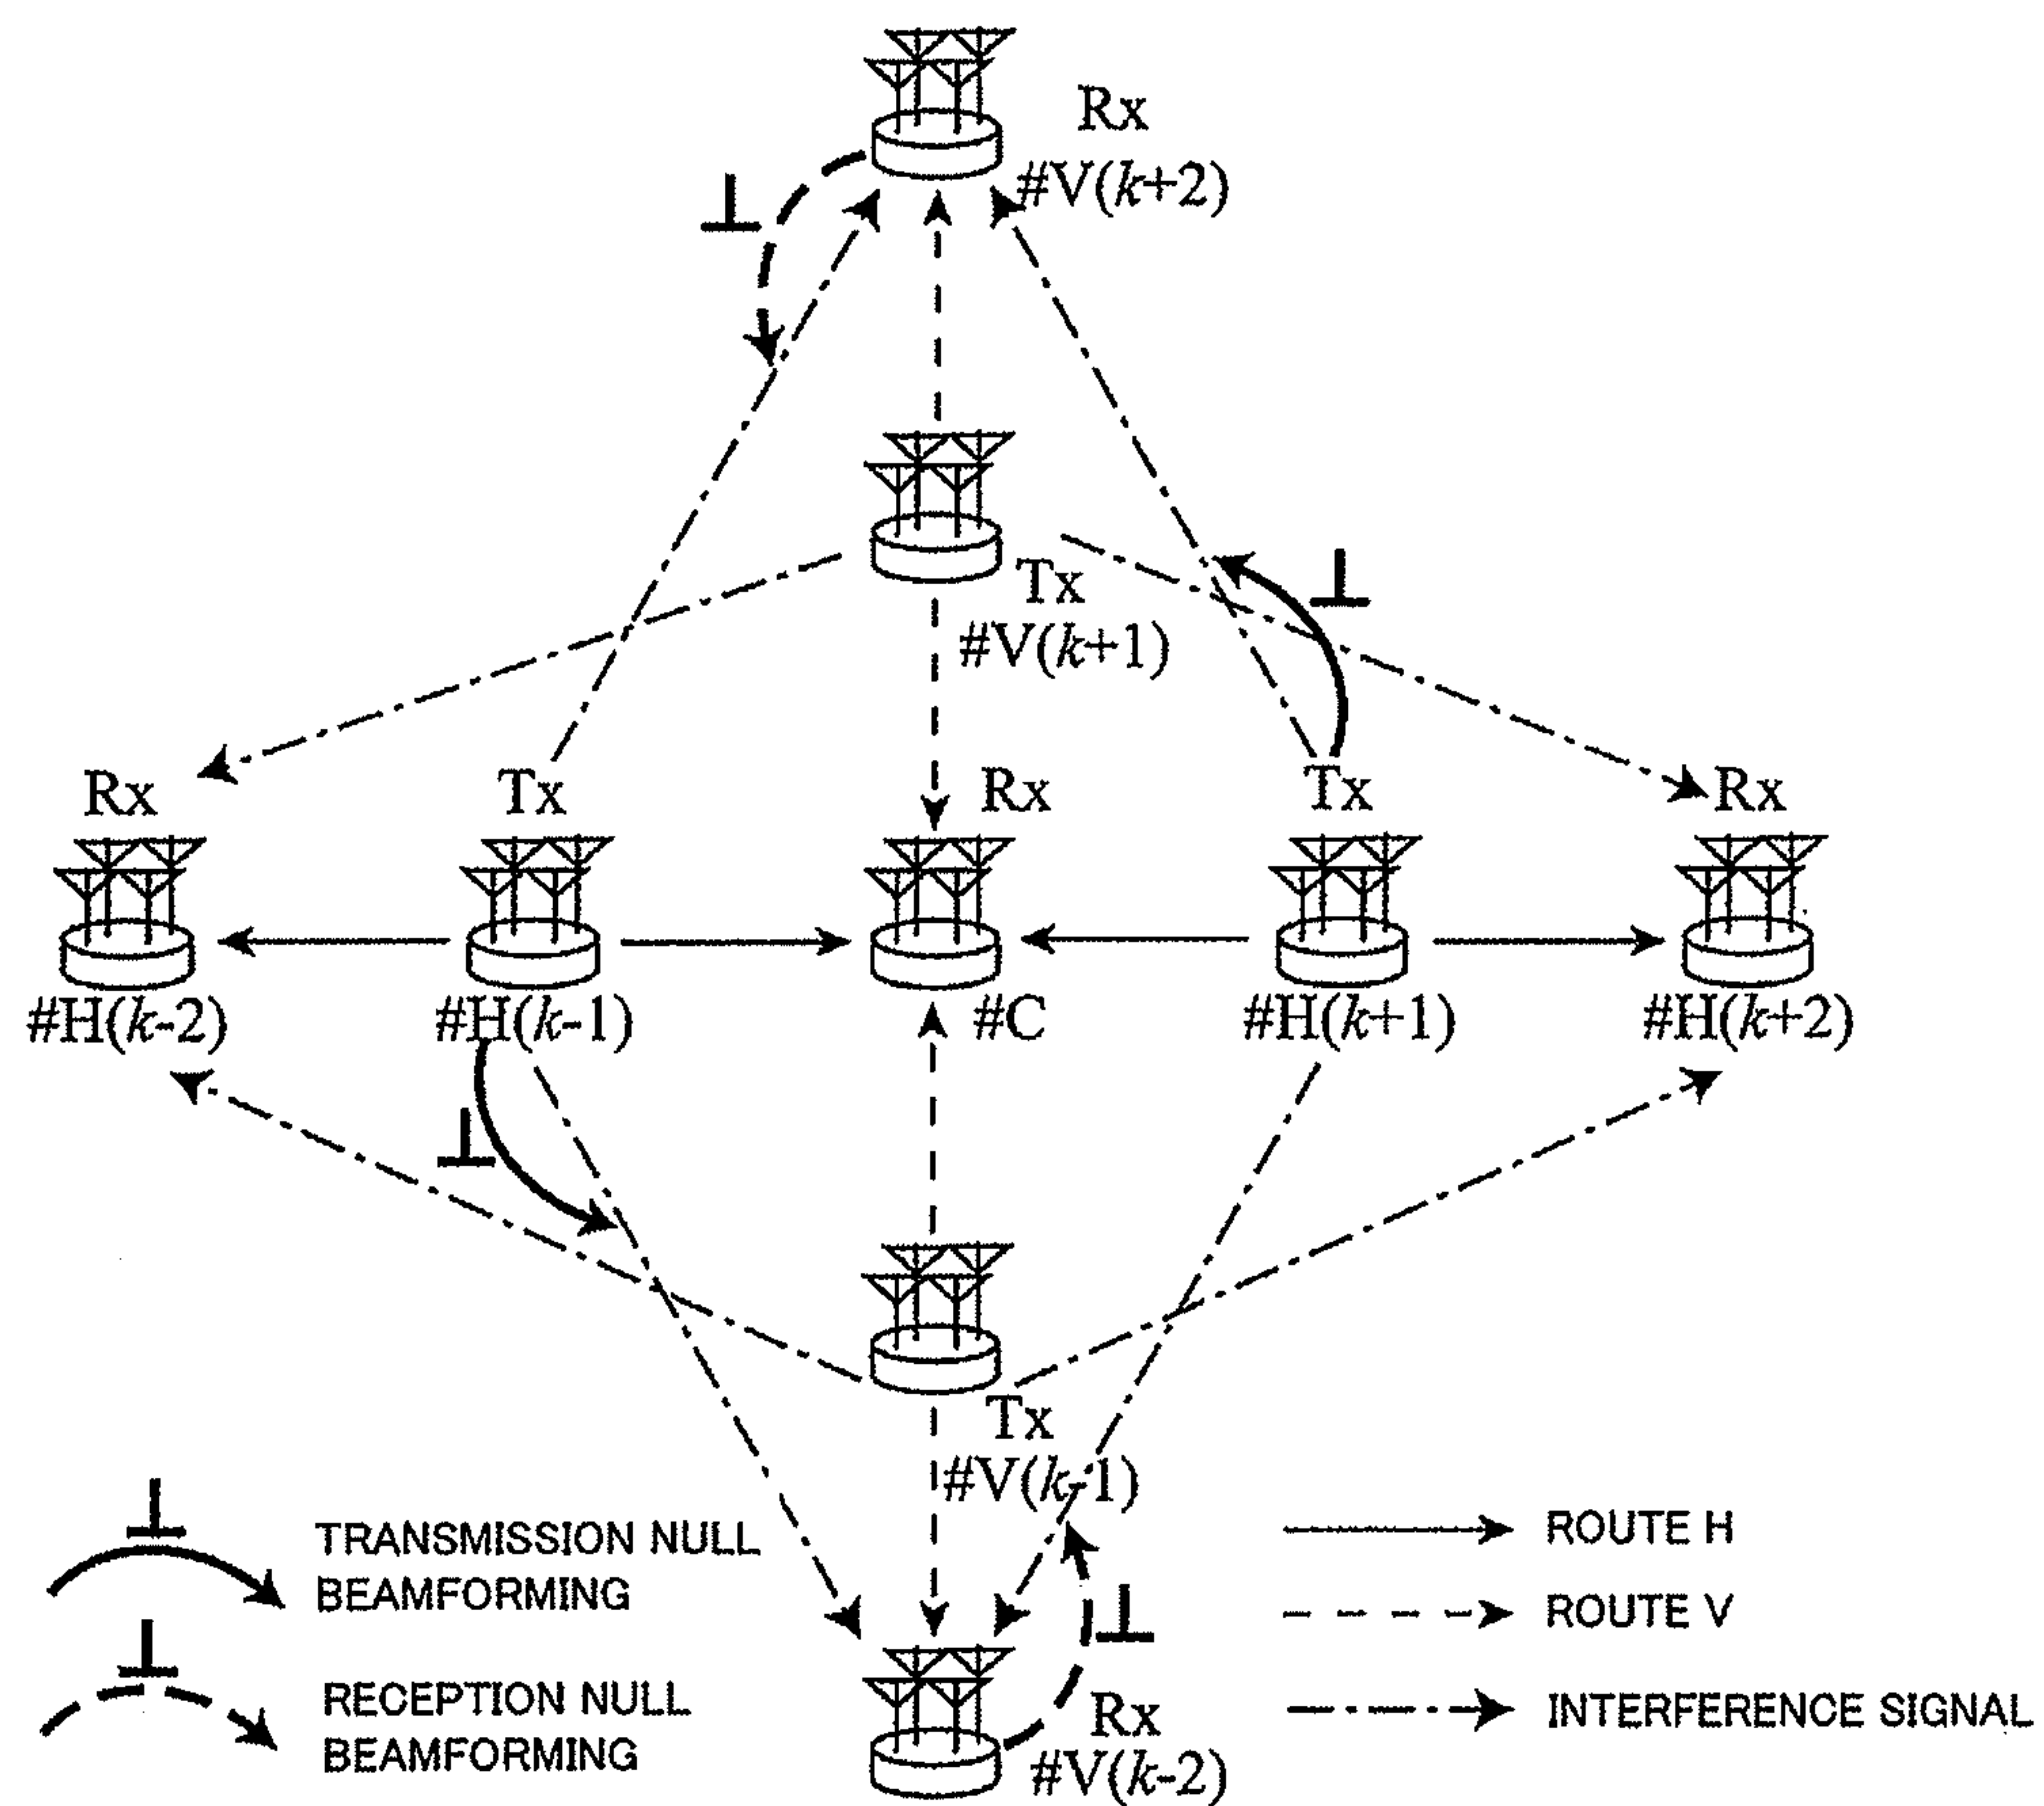 Rx
#V(k+2)
⊥
⊥
Tx
#V(k+1)
Rx
Tx
Rx
Tx
Rx
#H(k-2)
#H(k-1)
#C
#H(k+1)
#H(k+2)
⊥
Tx
#V(k-1)
⊥
TRANSMISSION NULL
BEAMFORMING
⊥
RECEPTION NULL
BEAMFORMING
⊥
Rx
#V(k-2)
ROUTE H
ROUTE V
INTERFERENCE SIGNAL